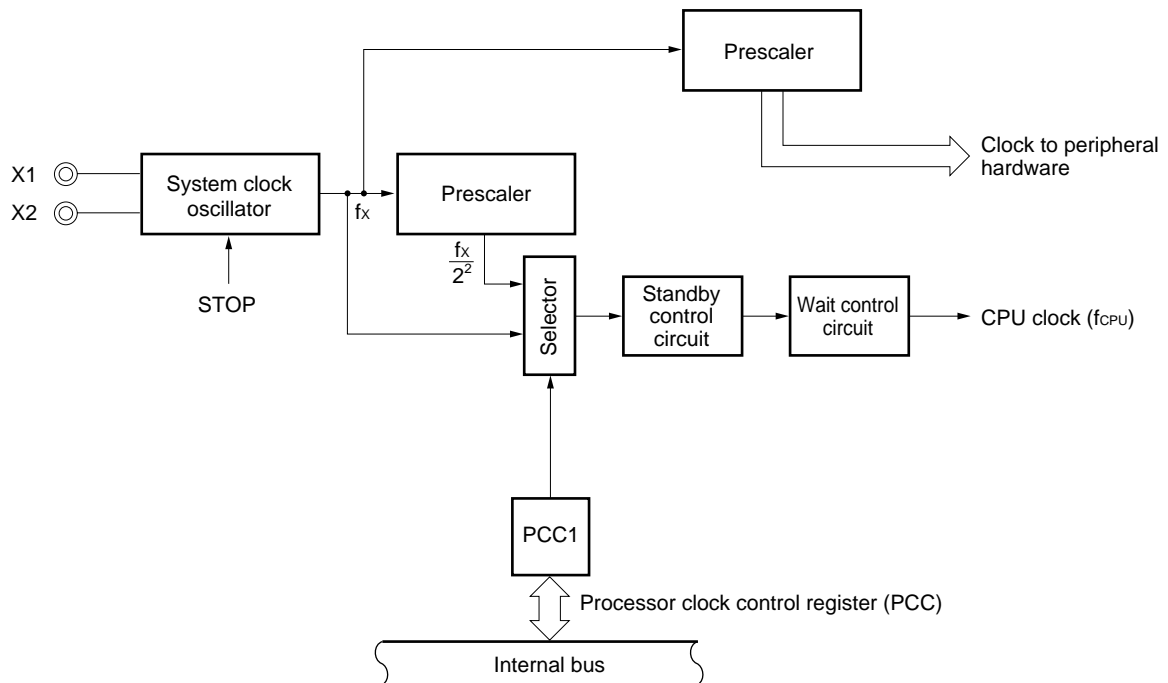 Prescaler
Clock to peripheral
hardware
X1
X2
System clock
oscillator
fX
Prescaler
fX
2²
STOP
Selector
Standby
control
circuit
Wait control
circuit
CPU clock (fCPU)
PCC1
Processor clock control register (PCC)
Internal bus